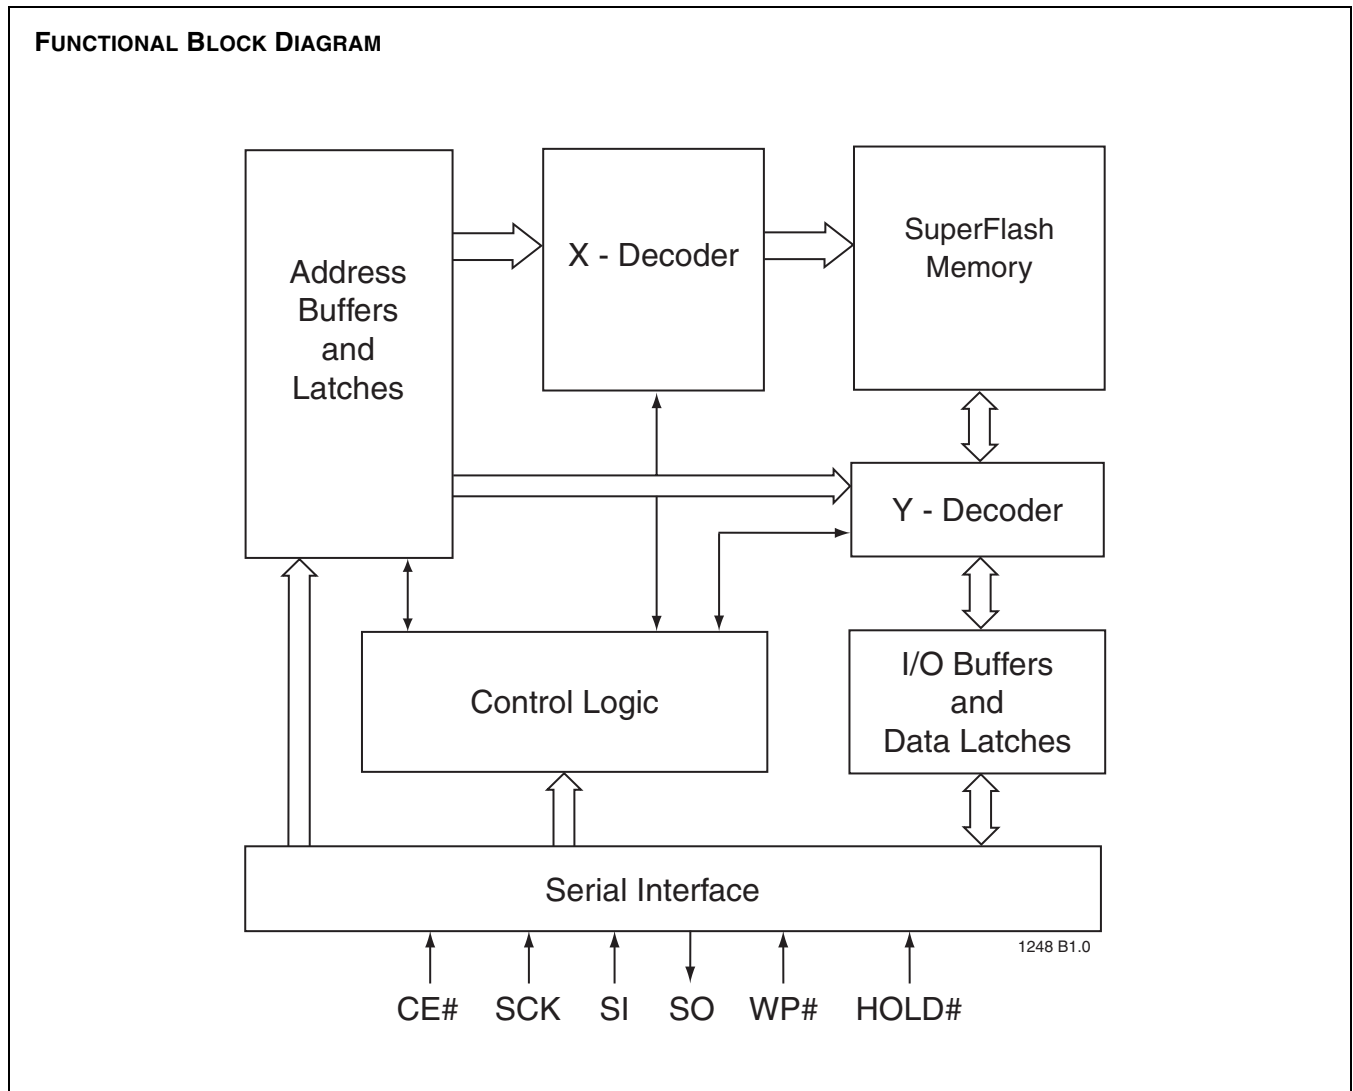 FUNCTIONAL BLOCK DIAGRAM
Address
Buffers
and
Latches
X - Decoder
SuperFlash
Memory
Y - Decoder
Control Logic
I/O Buffers
and
Data Latches
Serial Interface
1248 B1.0
CE# SCK SI SO WP# HOLD#